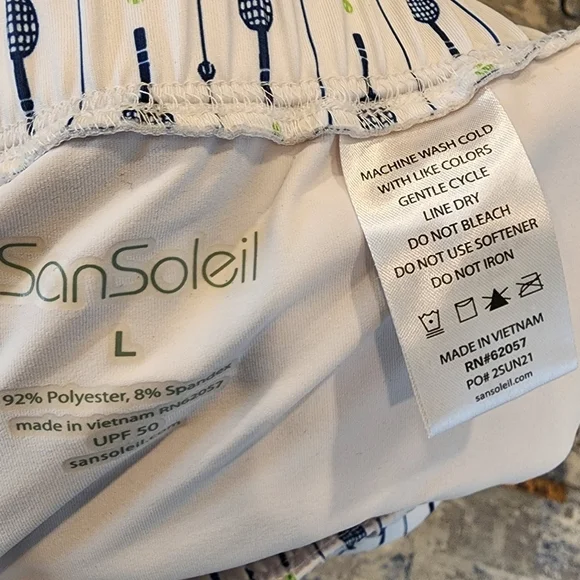 SanSoleil
L
92% Polyester, 8% Spandex
made in vietnam RN62057
UPF 50
sansoleil.com
MACHINE WASH COLD
WITH LIKE COLORS
GENTLE CYCLE
LINE DRY
DO NOT BLEACH
DO NOT USE SOFTENER
DO NOT IRON
MADE IN VIETNAM
RN#62057
PO# 2SUN21
sansoleil.com